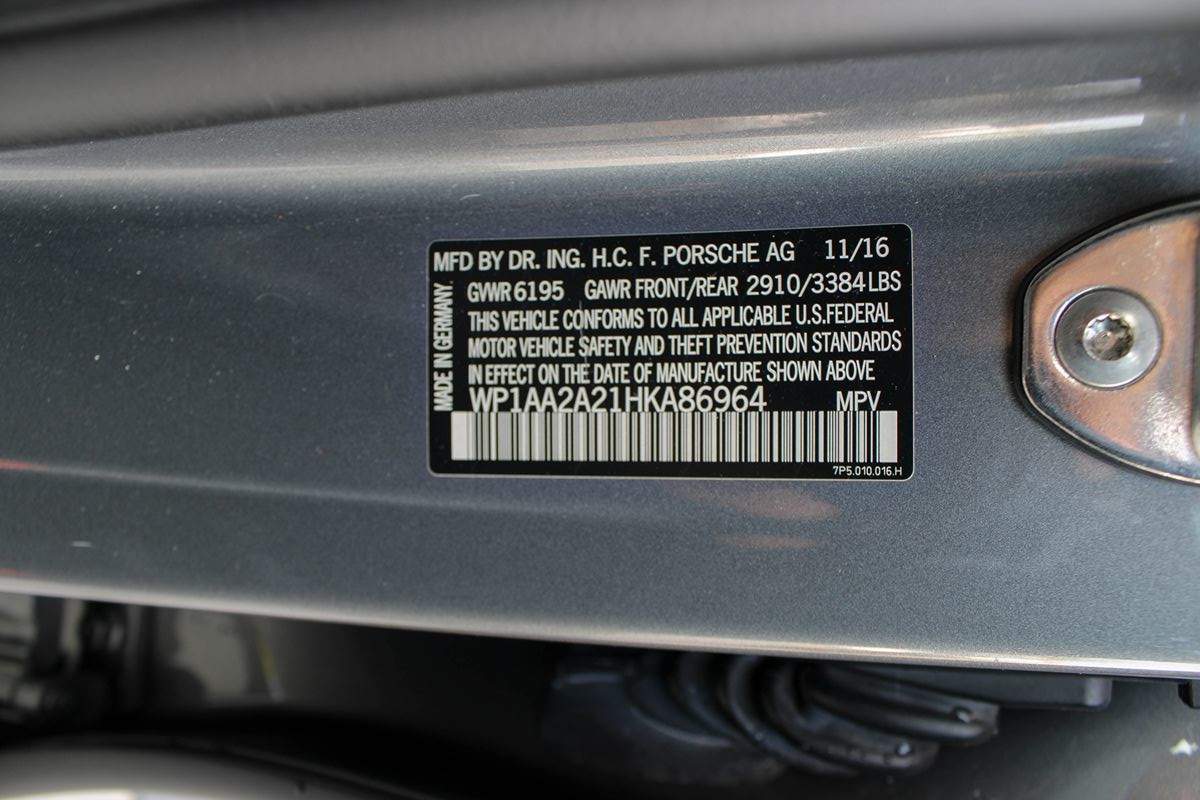 MFD BY DR. ING. H.C. F. PORSCHE AG 11/16
MADE IN GERMANY
GVWR 6195 GAWR FRONT/REAR 2910/3384 LBS
THIS VEHICLE CONFORMS TO ALL APPLICABLE U.S.FEDERAL
MOTOR VEHICLE SAFETY AND THEFT PREVENTION STANDARDS
IN EFFECT ON THE DATE OF MANUFACTURE SHOWN ABOVE
WP1AA2A21HKA86964 MPV
7P5.010.016.H